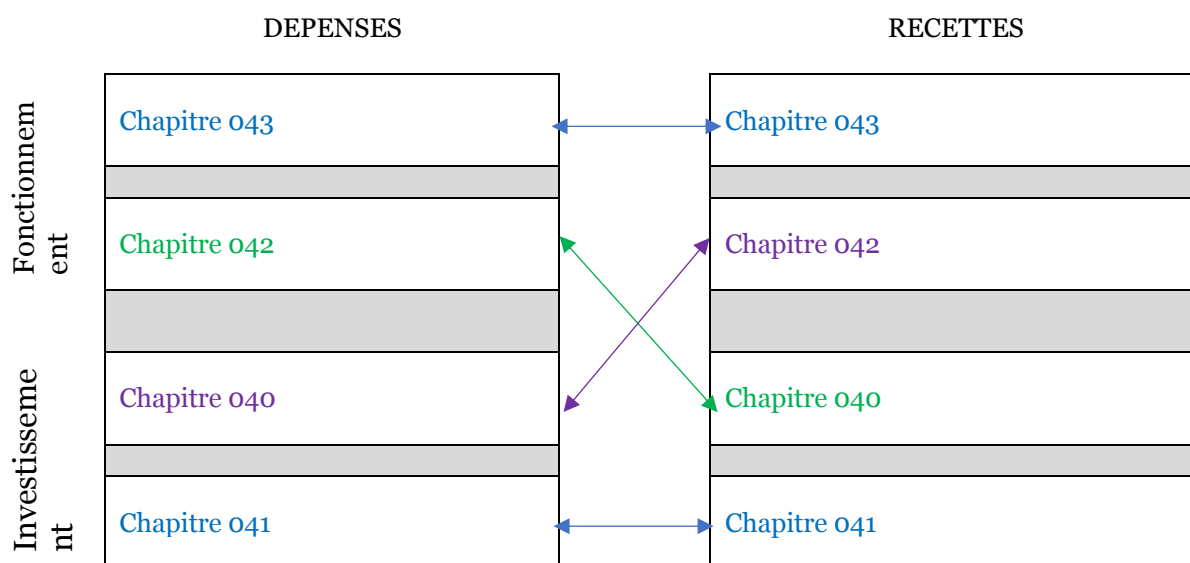 DEPENSES RECETTES
Fonctionnem
ent
Chapitre 043 Chapitre 043
Chapitre 042 Chapitre 042
Investisseme
nt
Chapitre 040 Chapitre 040
Chapitre 041 Chapitre 041